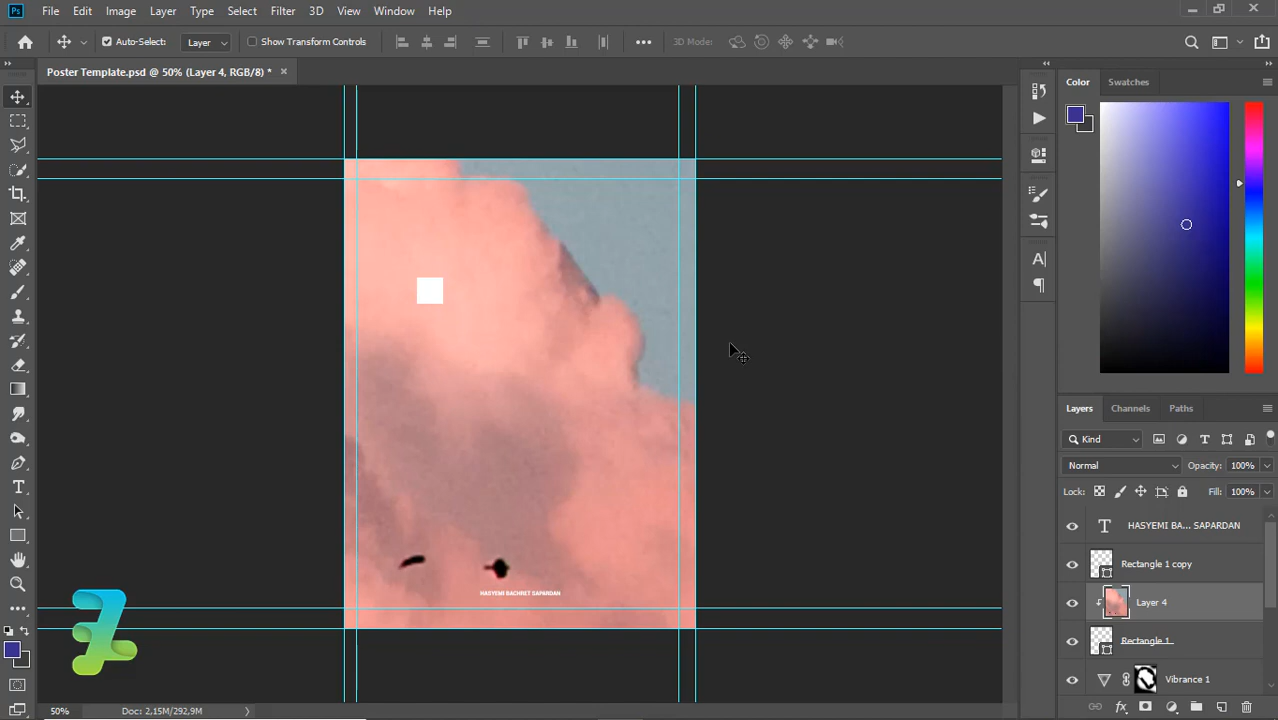 Ps File Edit Image Layer Type Select Filter 3D View Window Help
Auto-Select: Layer Show Transform Controls 3D Mode:
Poster Template.psd @ 50% (Layer 4, RGB/8) *
Color Swatches
HASYEMI BACHRET SAPARDAN
Layers Channels Paths
Kind
Normal Opacity: 100%
Lock: Fill: 100%
T HASYEMI BA... SAPARDAN
Rectangle 1 copy
Layer 4
Rectangle 1
Vibrance 1
50% Doc: 2,15M/292,9M